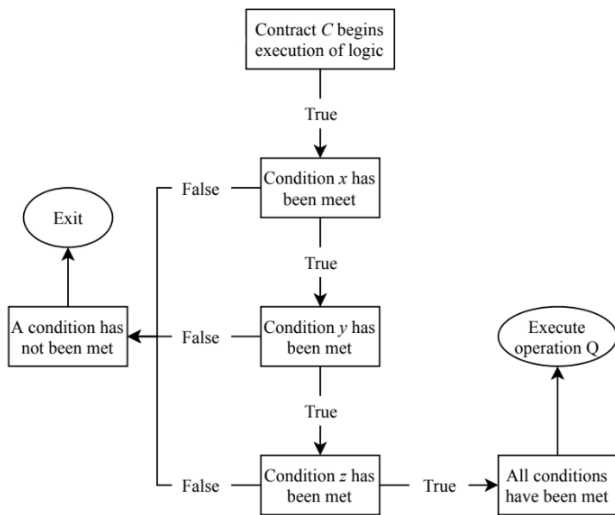 Contract C begins
execution of logic
True
Condition x has
been meet
False
Exit
True
A condition has
not been met
False
Condition y has
been met
Execute
operation Q
True
False
Condition z has
been met
True
All conditions
have been met